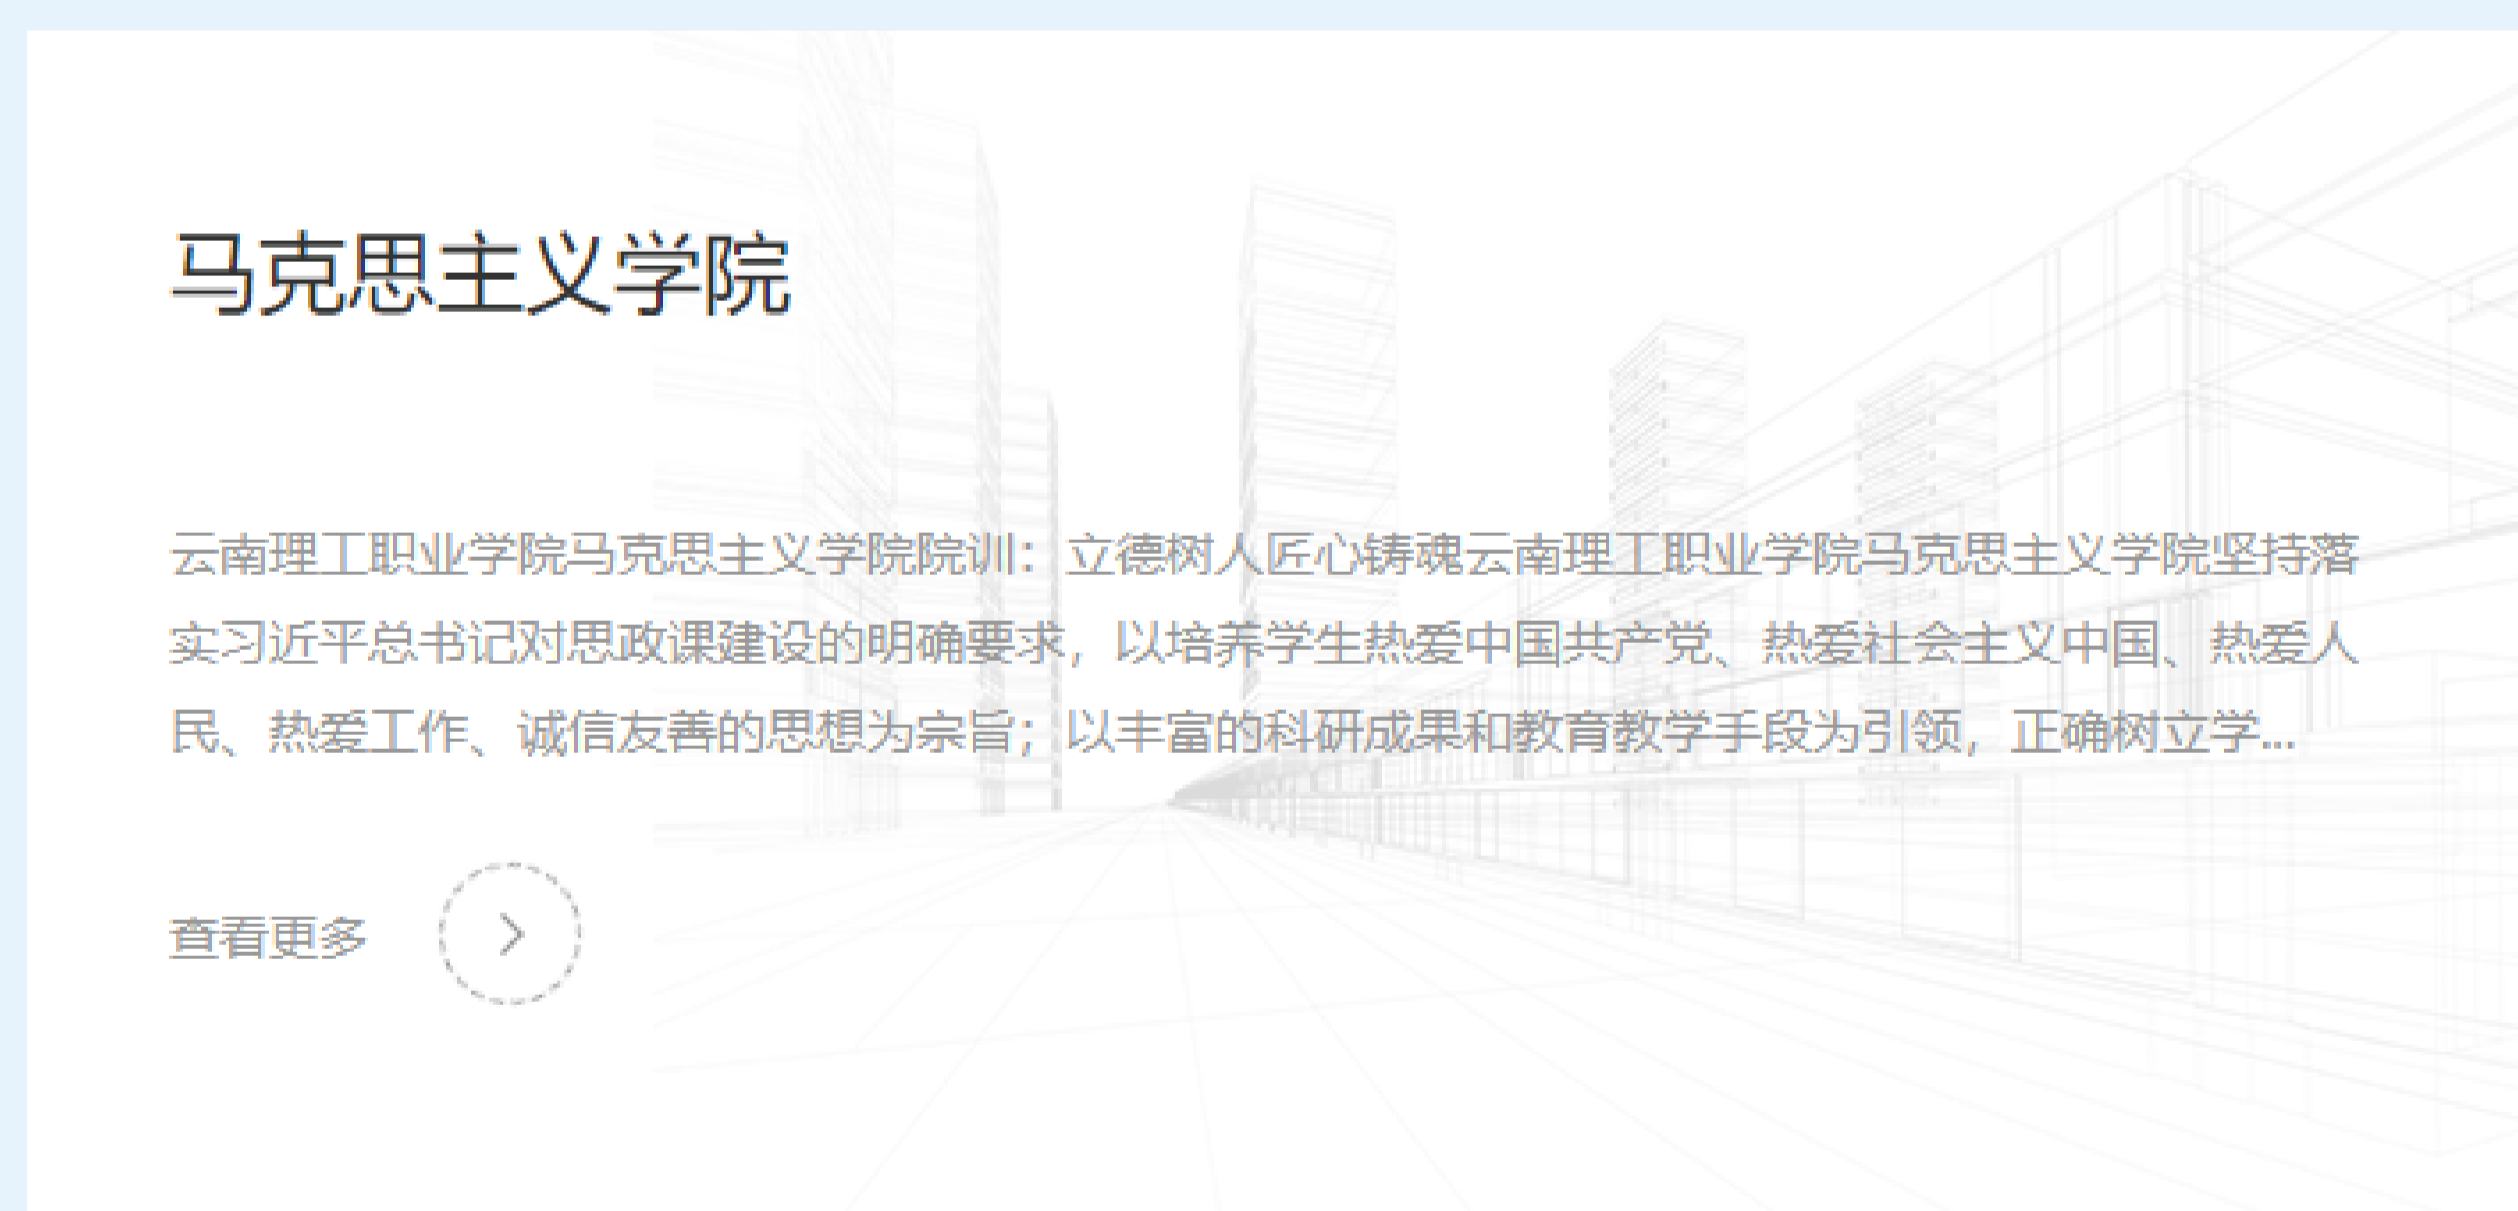 马克思主义学院
云南理工职业学院马克思主义学院院训：立德树人匠心铸魂云南理工职业学院马克思主义学院坚持落
实习近平总书记对思政课建设的明确要求，以培养学生热爱中国共产党、热爱社会主义中国、热爱人
民、热爱工作、诚信友善的思想为宗旨；以丰富的科研成果和教育教学手段为引领，正确树立学...
查看更多